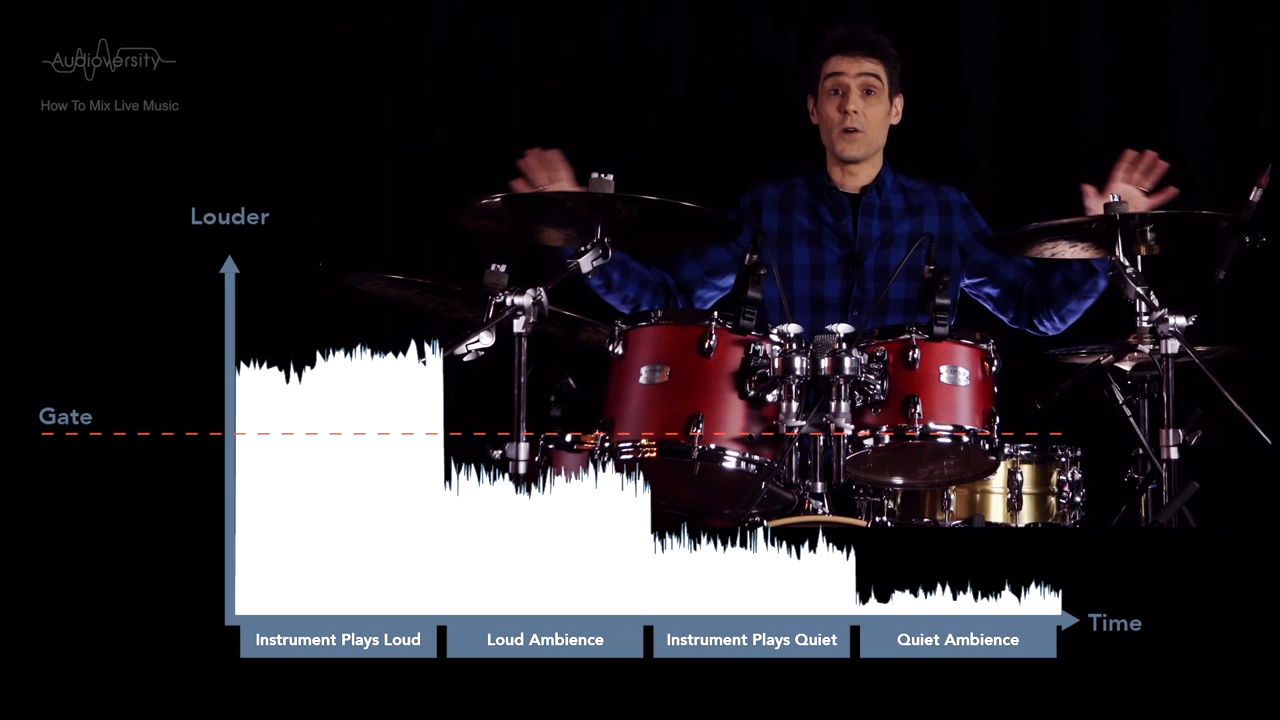 Audioversity
How To Mix Live Music
Louder
Gate
Time
Instrument Plays Loud
Loud Ambience
Instrument Plays Quiet
Quiet Ambience